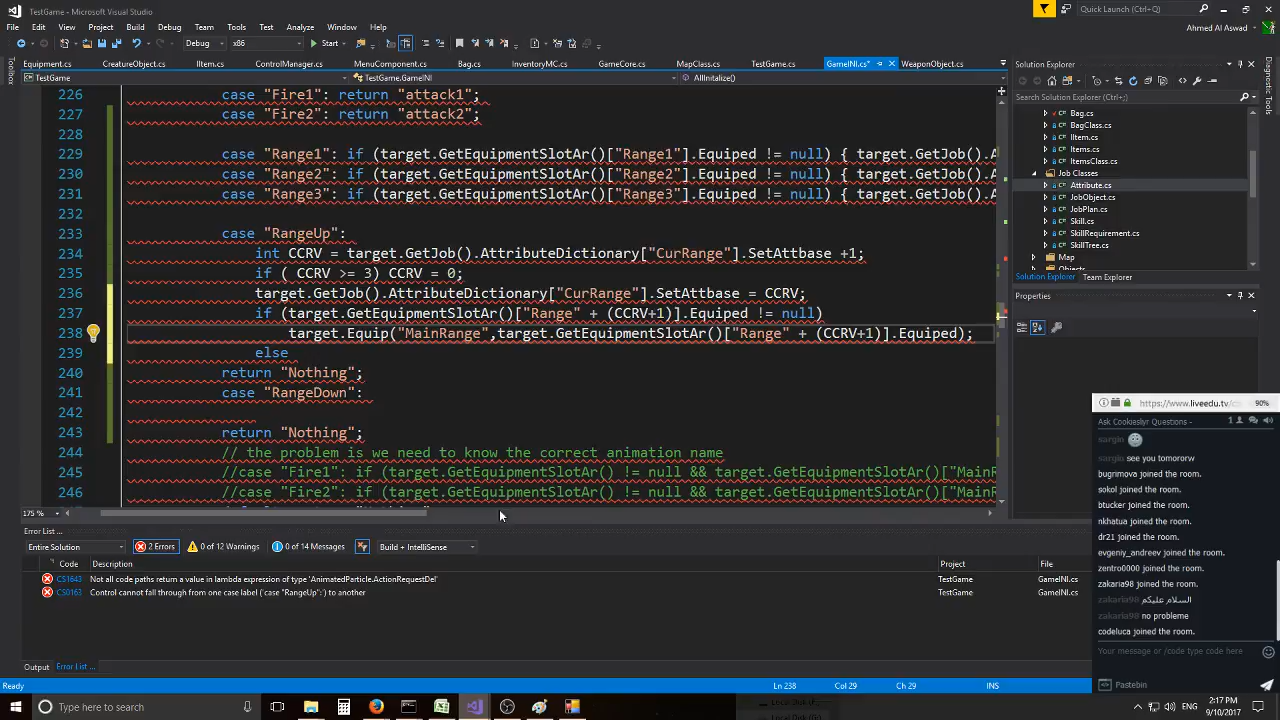 TestGame - Microsoft Visual Studio
Quick Launch (Ctrl+;)
File Edit View Project Build Debug Team Tools Test Analyze Window Help
Ahmed Al Aswad
Debug x86 Start
Equipment.cs CreatureObject.cs IItem.cs ControlManager.cs MenuComponent.cs Bag.cs InventoryMC.cs GameCore.cs MapClass.cs TestGame.cs GameINI.cs* WeaponObject.cs
TestGame TestGame.GameINI AllInitalize()
Toolbox
226 case "Fire1": return "attack1";
227 case "Fire2": return "attack2";
228
229 case "Range1": if (target.GetEquipmentSlotAr()["Range1"].Equiped != null) { target.GetJob().A
230 case "Range2": if (target.GetEquipmentSlotAr()["Range2"].Equiped != null) { target.GetJob().A
231 case "Range3": if (target.GetEquipmentSlotAr()["Range3"].Equiped != null) { target.GetJob().A
232
233 case "RangeUp":
234 int CCRV = target.GetJob().AttributeDictionary["CurRange"].SetAttbase +1;
235 if ( CCRV >= 3) CCRV = 0;
236 target.GetJob().AttributeDictionary["CurRange"].SetAttbase = CCRV;
237 if (target.GetEquipmentSlotAr()["Range" + (CCRV+1)].Equiped != null)
238 target.Equip("MainRange",target.GetEquipmentSlotAr()["Range" + (CCRV+1)].Equiped);
239 else
240 return "Nothing";
241 case "RangeDown":
242
243 return "Nothing";
244 // the problem is we need to know the correct animation name
245 //case "Fire1": if (target.GetEquipmentSlotAr() != null && target.GetEquipmentSlotAr()["MainR
246 //case "Fire2": if (target.GetEquipmentSlotAr() != null && target.GetEquipmentSlotAr()["MainR
175 %
Error List ...
Entire Solution 2 Errors 0 of 12 Warnings 0 of 14 Messages Build + IntelliSense
Code Description Project File
CS1643 Not all code paths return a value in lambda expression of type 'AnimatedParticle.ActionRequestDel' TestGame GameINI.cs
CS0163 Control cannot fall through from one case label ('case "RangeUp":') to another TestGame GameINI.cs
Output Error List ...
Ready Ln 238 Col 29 Ch 29 INS
Solution Explorer
Search Solution Explorer (Ctrl+;)
Bag.cs
BagClass.cs
IItem.cs
Items.cs
ItemsClass.cs
Job Classes
Attribute.cs
JobObject.cs
JobPlan.cs
Skill.cs
SkillRequirement.cs
SkillTree.cs
Map
Objects
Solution Explorer Team Explorer
Properties
Diagnostic Tools
https://www.liveedu.tv/ 90%
Ask Cookieslyr Questions - 1
sargin
sargin see you tomororw
bugrimova joined the room.
sokol joined the room.
btucker joined the room.
nkhatua joined the room.
dr21 joined the room.
evgeniy_andreev joined the room.
zentro0000 joined the room.
zakaria98 joined the room.
zakaria98 السلام عليكم
zakaria98 no probleme
codeluca joined the room.
Your message or /code type code here
Pastebin
Type here to search
2:17 PM
9/10/2017